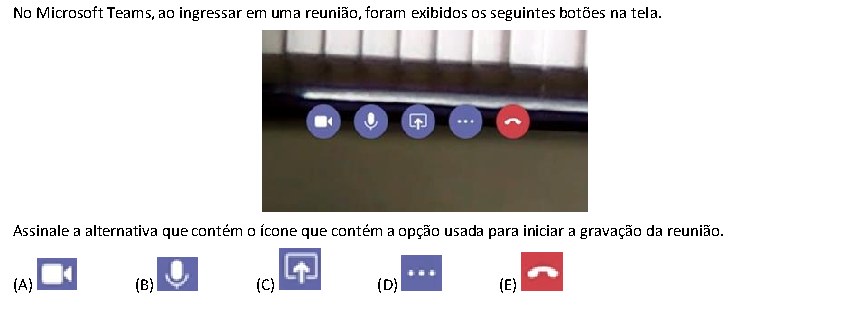 No Microsoft Teams, ao ingressar em uma reunião, foram exibidos os seguintes botões na tela.
Assinale a alternativa que contém o ícone que contém a opção usada para iniciar a gravação da reunião.
(A) (B) (C) (D) (E)